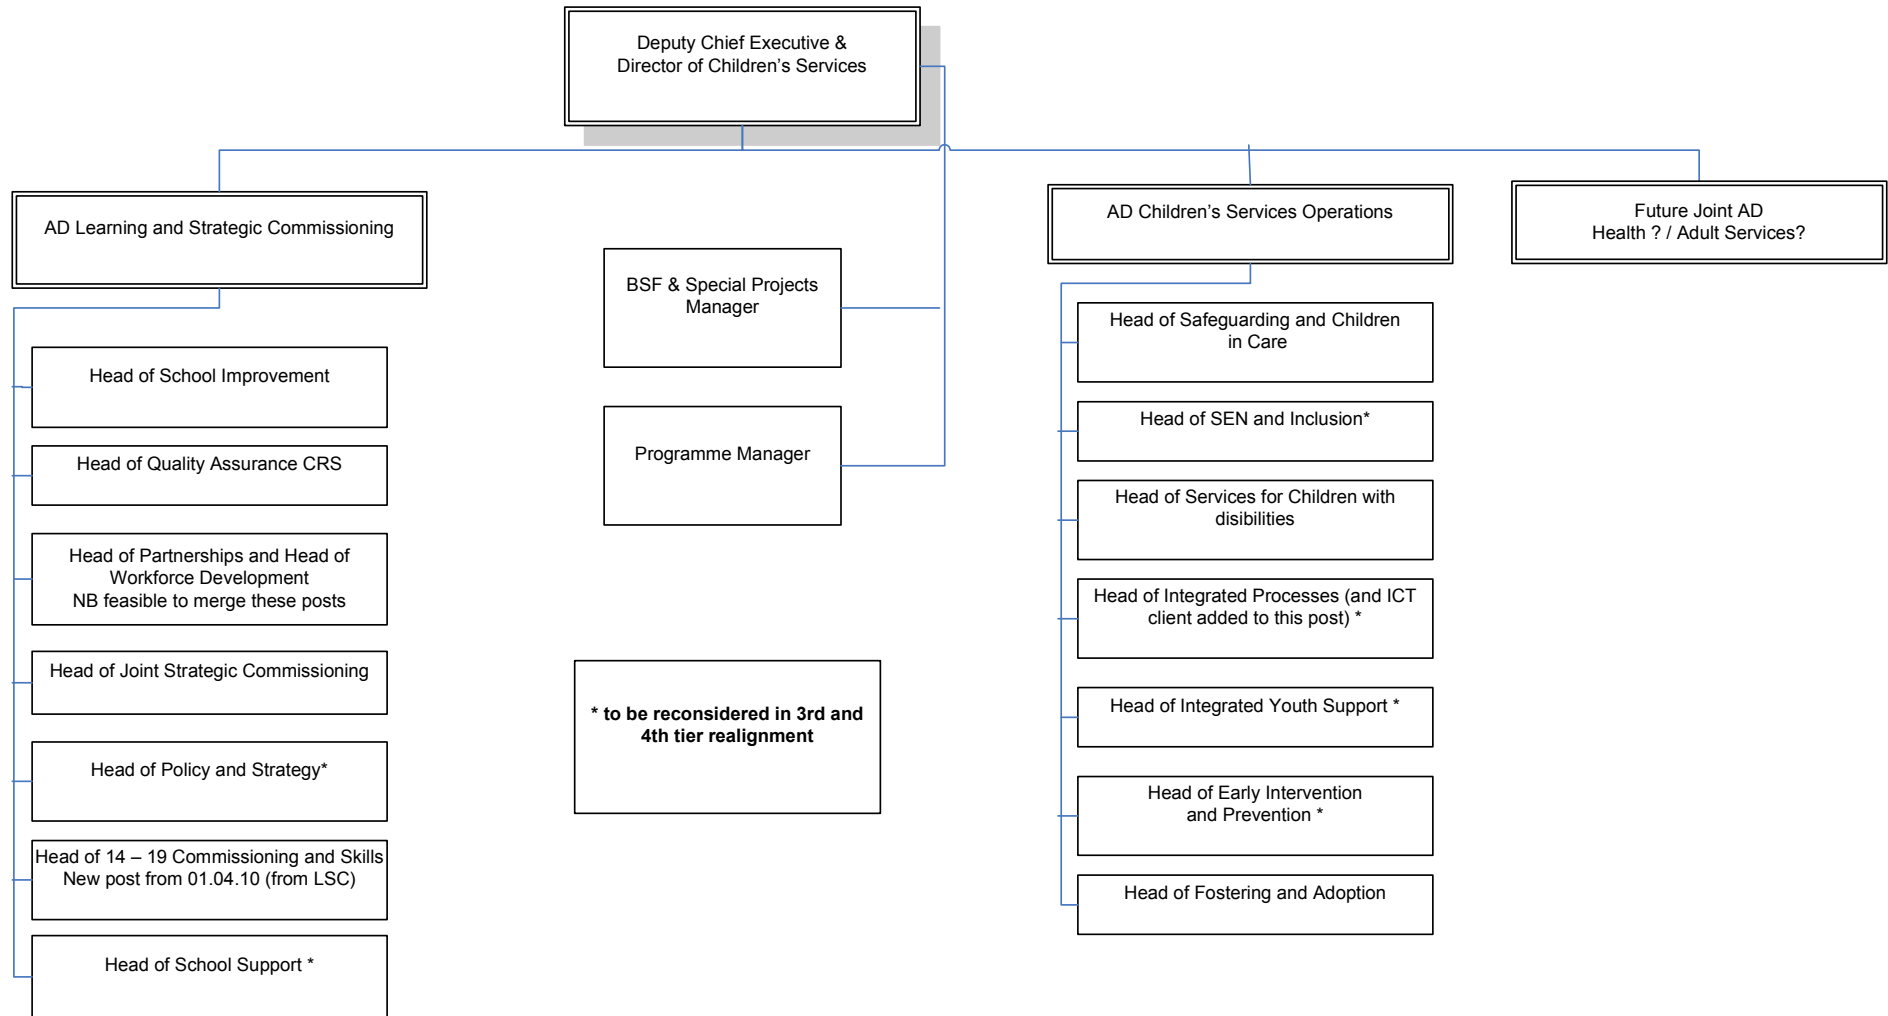 Deputy Chief Executive &
Director of Children’s Services
AD Learning and Strategic Commissioning
AD Children’s Services Operations
Future Joint AD
Health ? / Adult Services?
BSF & Special Projects
Manager
Programme Manager
Head of School Improvement
Head of Quality Assurance CRS
Head of Partnerships and Head of
Workforce Development
NB feasible to merge these posts
Head of Joint Strategic Commissioning
Head of Policy and Strategy*
Head of 14 – 19 Commissioning and Skills
New post from 01.04.10 (from LSC)
Head of School Support *
* to be reconsidered in 3rd and
4th tier realignment
Head of Safeguarding and Children
in Care
Head of SEN and Inclusion*
Head of Services for Children with
disibilities
Head of Integrated Processes (and ICT
client added to this post) *
Head of Integrated Youth Support *
Head of Early Intervention
and Prevention *
Head of Fostering and Adoption